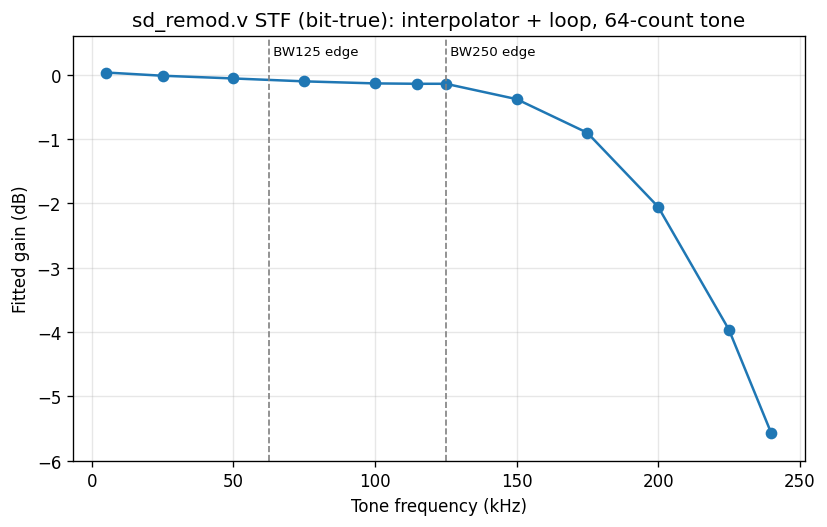 sd_remod.v STF (bit-true): interpolator + loop, 64-count tone
BW125 edge
BW250 edge
0
−1
−2
−3
−4
−5
−6
Fitted gain (dB)
0
50
100
150
200
250
Tone frequency (kHz)